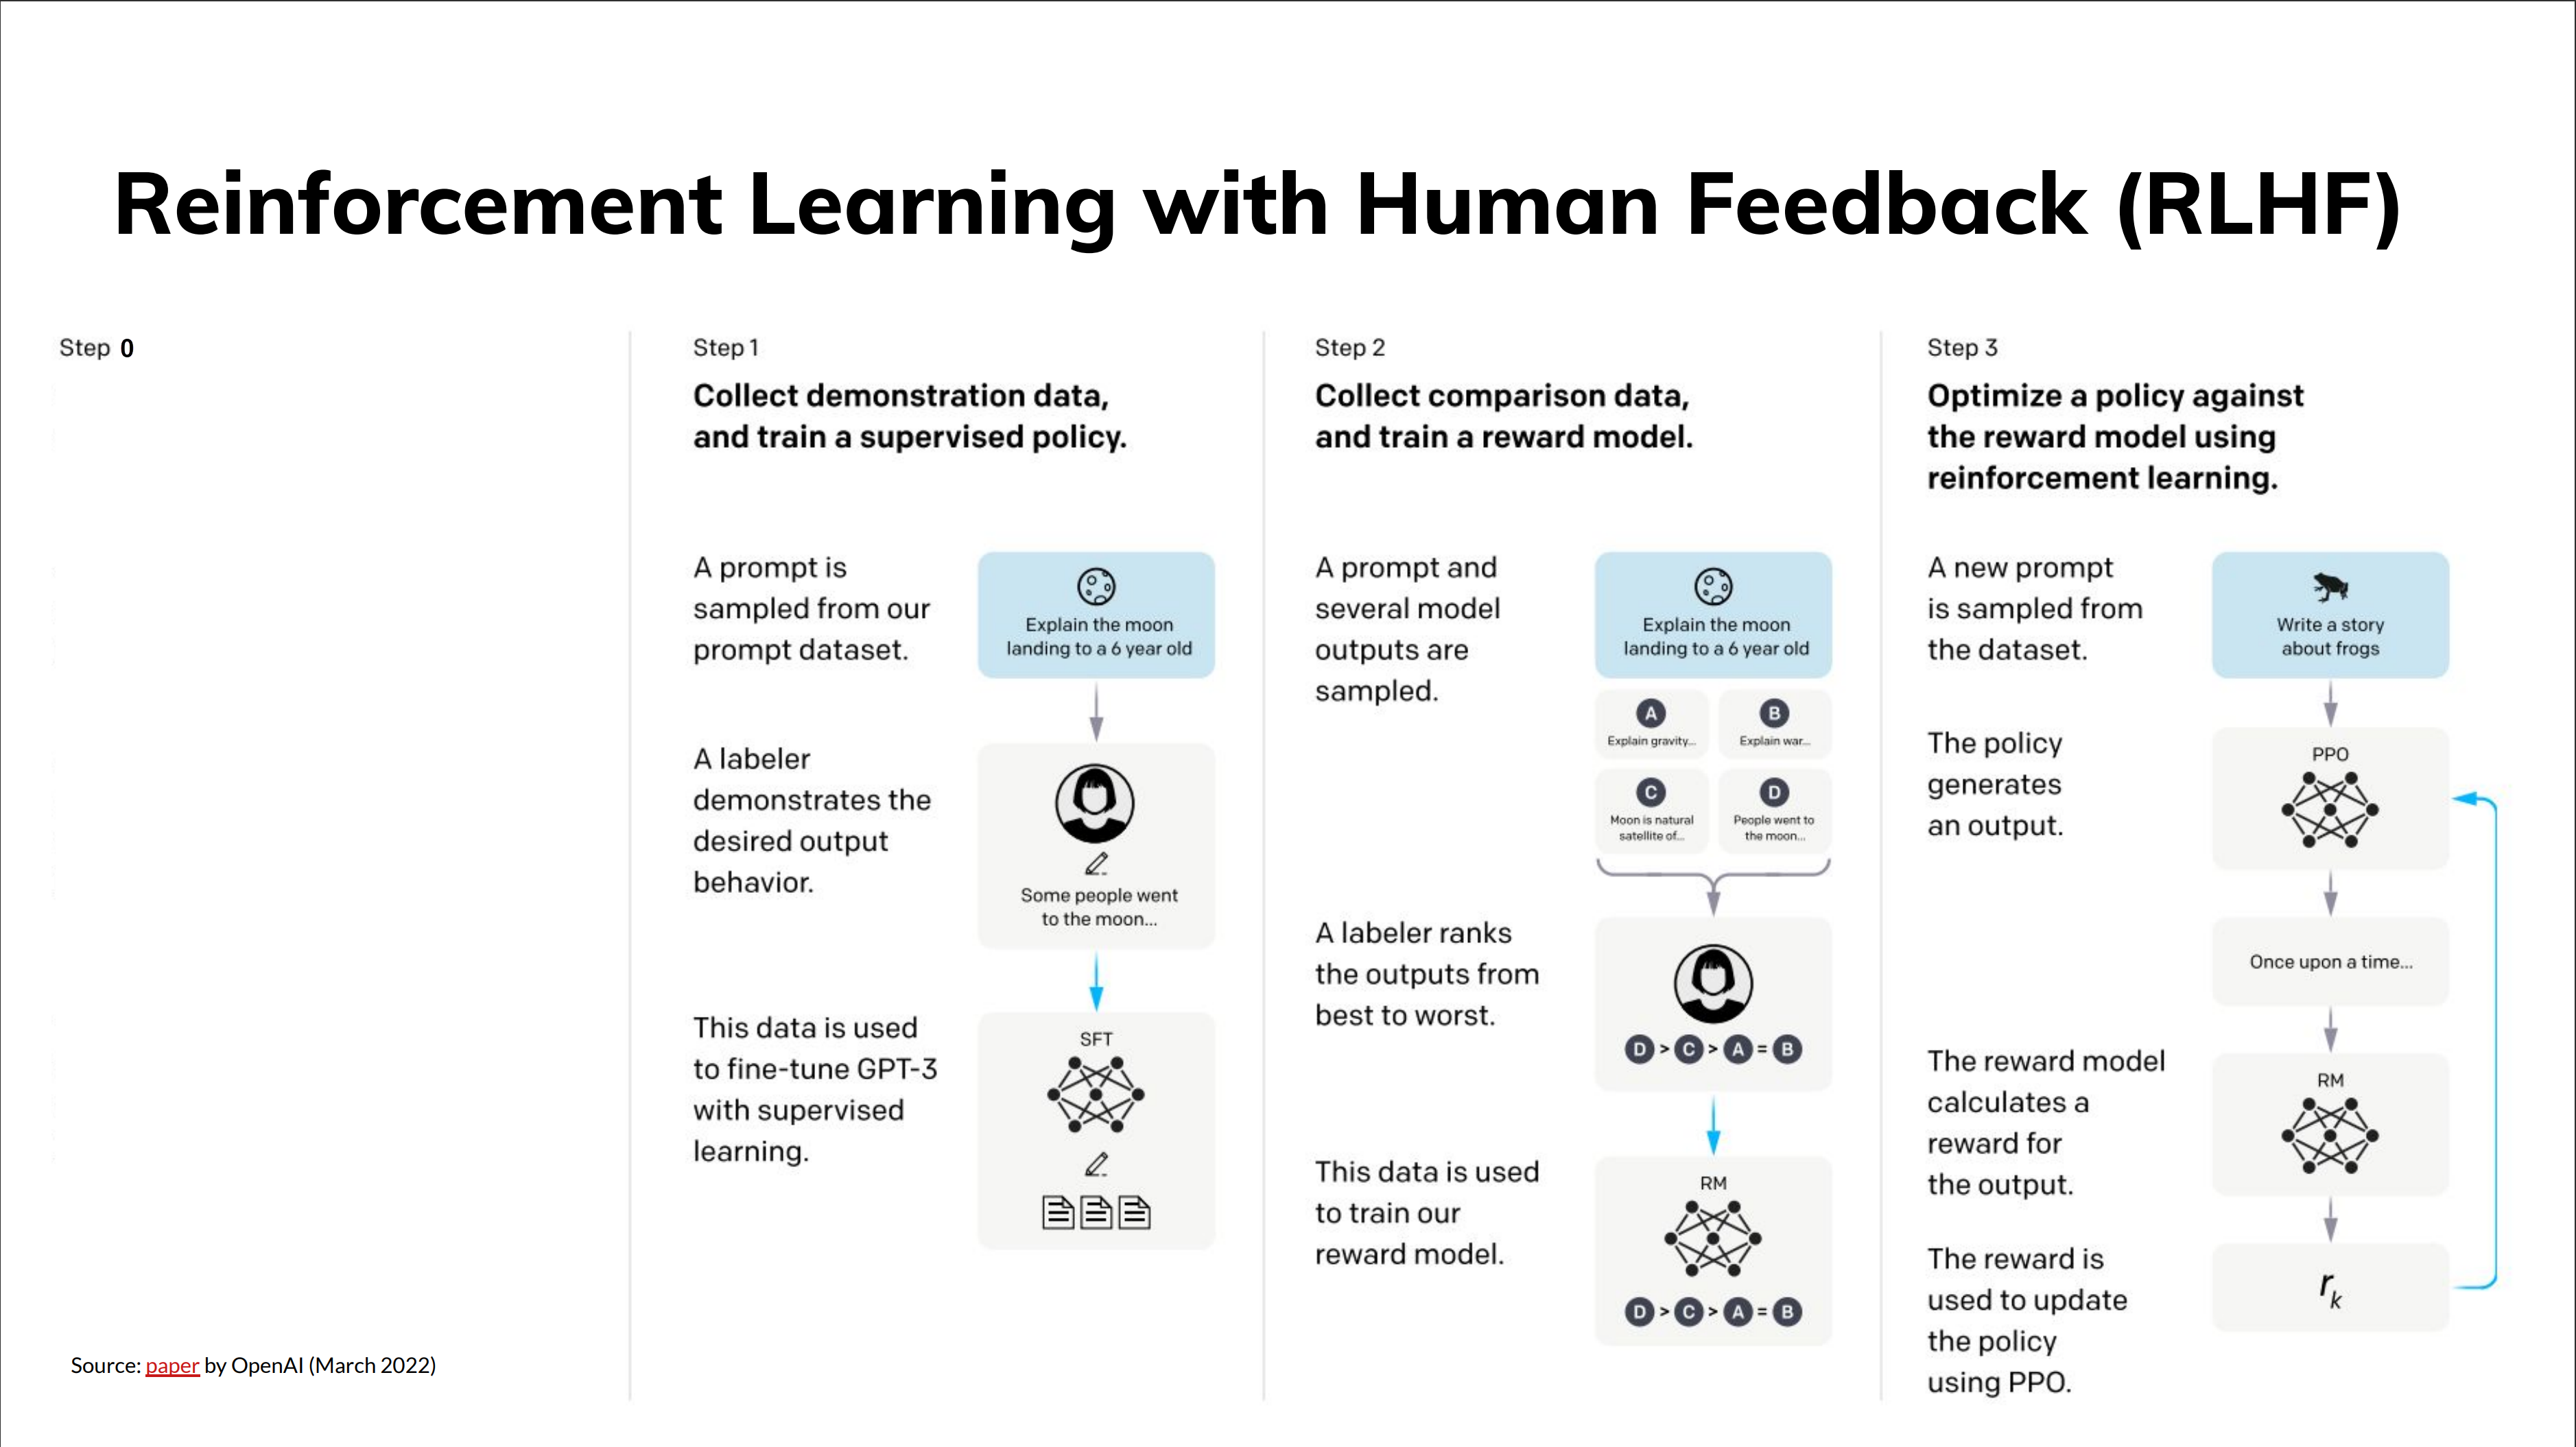 Reinforcement Learning with Human Feedback (RLHF)
Step 0
Step 1
Collect demonstration data,
and train a supervised policy.
A prompt is
sampled from our
prompt dataset.
Explain the moon
landing to a 6 year old
A labeler
demonstrates the
desired output
behavior.
Some people went
to the moon...
This data is used
to fine-tune GPT-3
with supervised
learning.
SFT
Step 2
Collect comparison data,
and train a reward model.
A prompt and
several model
outputs are
sampled.
Explain the moon
landing to a 6 year old
A
Explain gravity...
B
Explain war...
C
Moon is natural
satellite of...
D
People went to
the moon...
A labeler ranks
the outputs from
best to worst.
D > C > A = B
This data is used
to train our
reward model.
RM
D > C > A = B
Step 3
Optimize a policy against
the reward model using
reinforcement learning.
A new prompt
is sampled from
the dataset.
Write a story
about frogs
The policy
generates
an output.
PPO
Once upon a time...
The reward model
calculates a
reward for
the output.
RM
The reward is
used to update
the policy
using PPO.
r_k
Source: paper by OpenAI (March 2022)